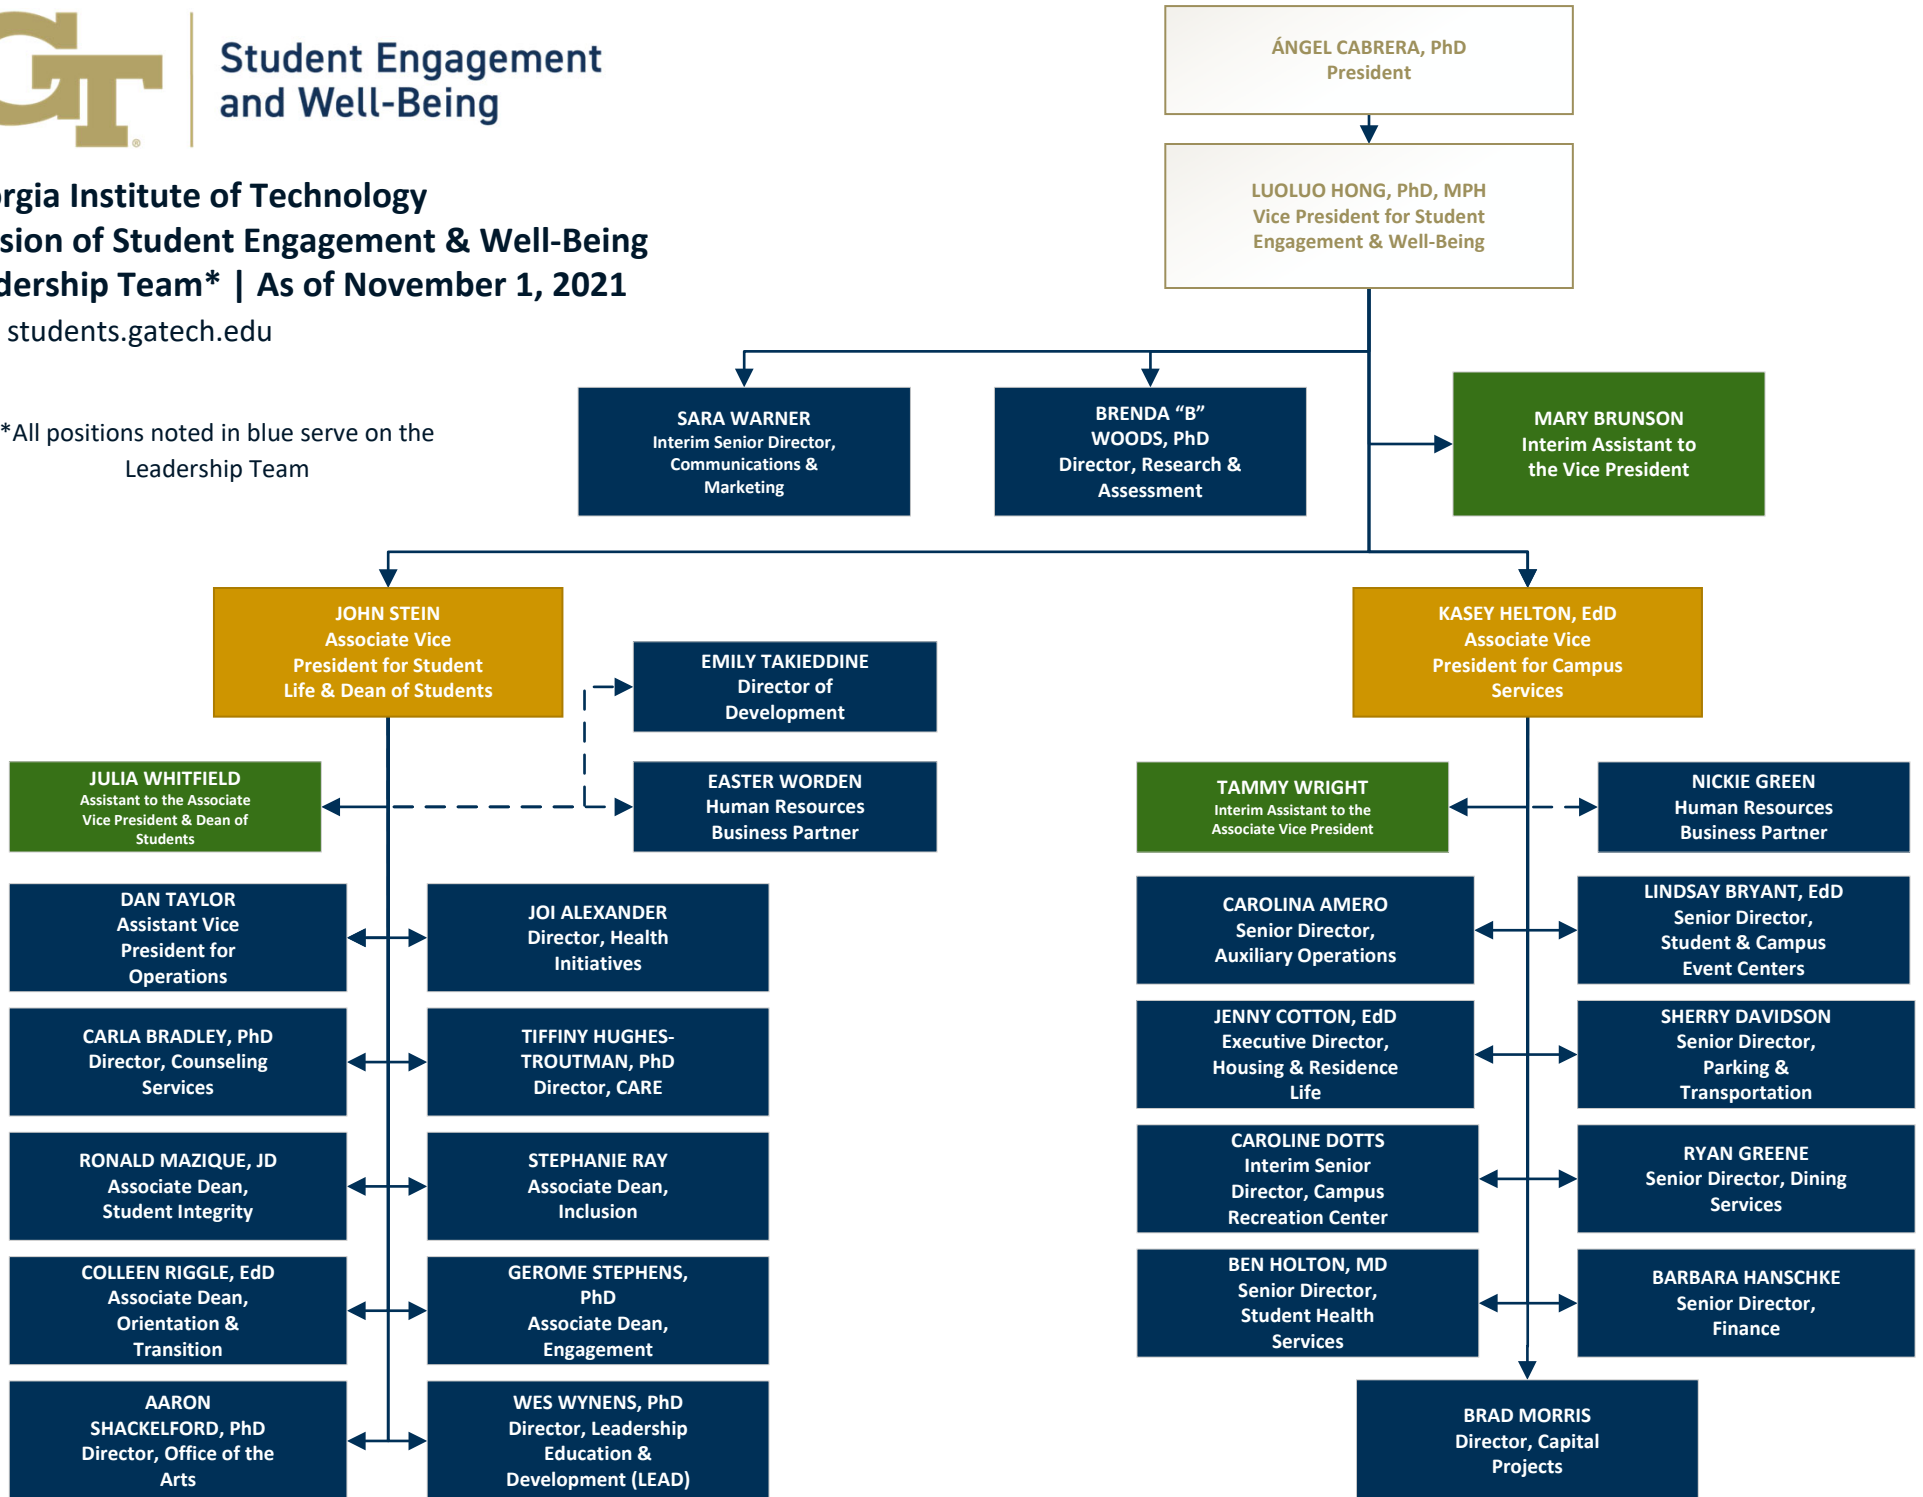 GT
®
Student Engagement
and Well-Being
rgia Institute of Technology
sion of Student Engagement & Well-Being
dership Team* | As of November 1, 2021
students.gatech.edu
*All positions noted in blue serve on the
Leadership Team
ÁNGEL CABRERA, PhD
President
LUOLUO HONG, PhD, MPH
Vice President for Student
Engagement & Well-Being
SARA WARNER
Interim Senior Director,
Communications &
Marketing
BRENDA “B”
WOODS, PhD
Director, Research &
Assessment
MARY BRUNSON
Interim Assistant to
the Vice President
JOHN STEIN
Associate Vice
President for Student
Life & Dean of Students
EMILY TAKIEDDINE
Director of
Development
KASEY HELTON, EdD
Associate Vice
President for Campus
Services
JULIA WHITFIELD
Assistant to the Associate
Vice President & Dean of
Students
EASTER WORDEN
Human Resources
Business Partner
TAMMY WRIGHT
Interim Assistant to the
Associate Vice President
NICKIE GREEN
Human Resources
Business Partner
DAN TAYLOR
Assistant Vice
President for
Operations
JOI ALEXANDER
Director, Health
Initiatives
CAROLINA AMERO
Senior Director,
Auxiliary Operations
LINDSAY BRYANT, EdD
Senior Director,
Student & Campus
Event Centers
CARLA BRADLEY, PhD
Director, Counseling
Services
TIFFINY HUGHES-
TROUTMAN, PhD
Director, CARE
JENNY COTTON, EdD
Executive Director,
Housing & Residence
Life
SHERRY DAVIDSON
Senior Director,
Parking &
Transportation
RONALD MAZIQUE, JD
Associate Dean,
Student Integrity
STEPHANIE RAY
Associate Dean,
Inclusion
CAROLINE DOTTS
Interim Senior
Director, Campus
Recreation Center
RYAN GREENE
Senior Director, Dining
Services
COLLEEN RIGGLE, EdD
Associate Dean,
Orientation &
Transition
GEROME STEPHENS,
PhD
Associate Dean,
Engagement
BEN HOLTON, MD
Senior Director,
Student Health
Services
BARBARA HANSCHKE
Senior Director,
Finance
AARON
SHACKELFORD, PhD
Director, Office of the
Arts
WES WYNENS, PhD
Director, Leadership
Education &
Development (LEAD)
BRAD MORRIS
Director, Capital
Projects